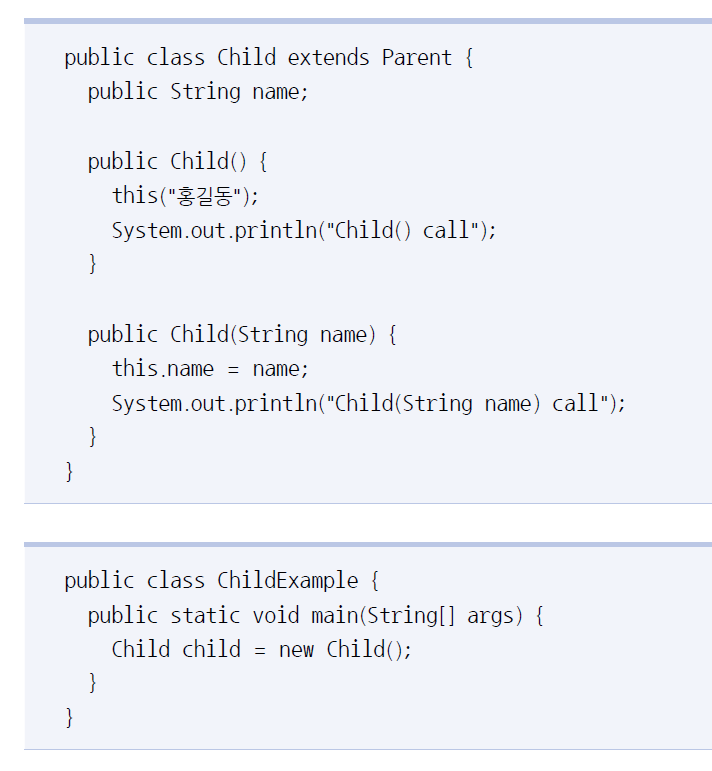 public class Child extends Parent {
public String name;
public Child() {
this("홍길동");
System.out.println("Child() call");
}
public Child(String name) {
this.name = name;
System.out.println("Child(String name) call");
}
}
public class ChildExample {
public static void main(String[] args) {
Child child = new Child();
}
}